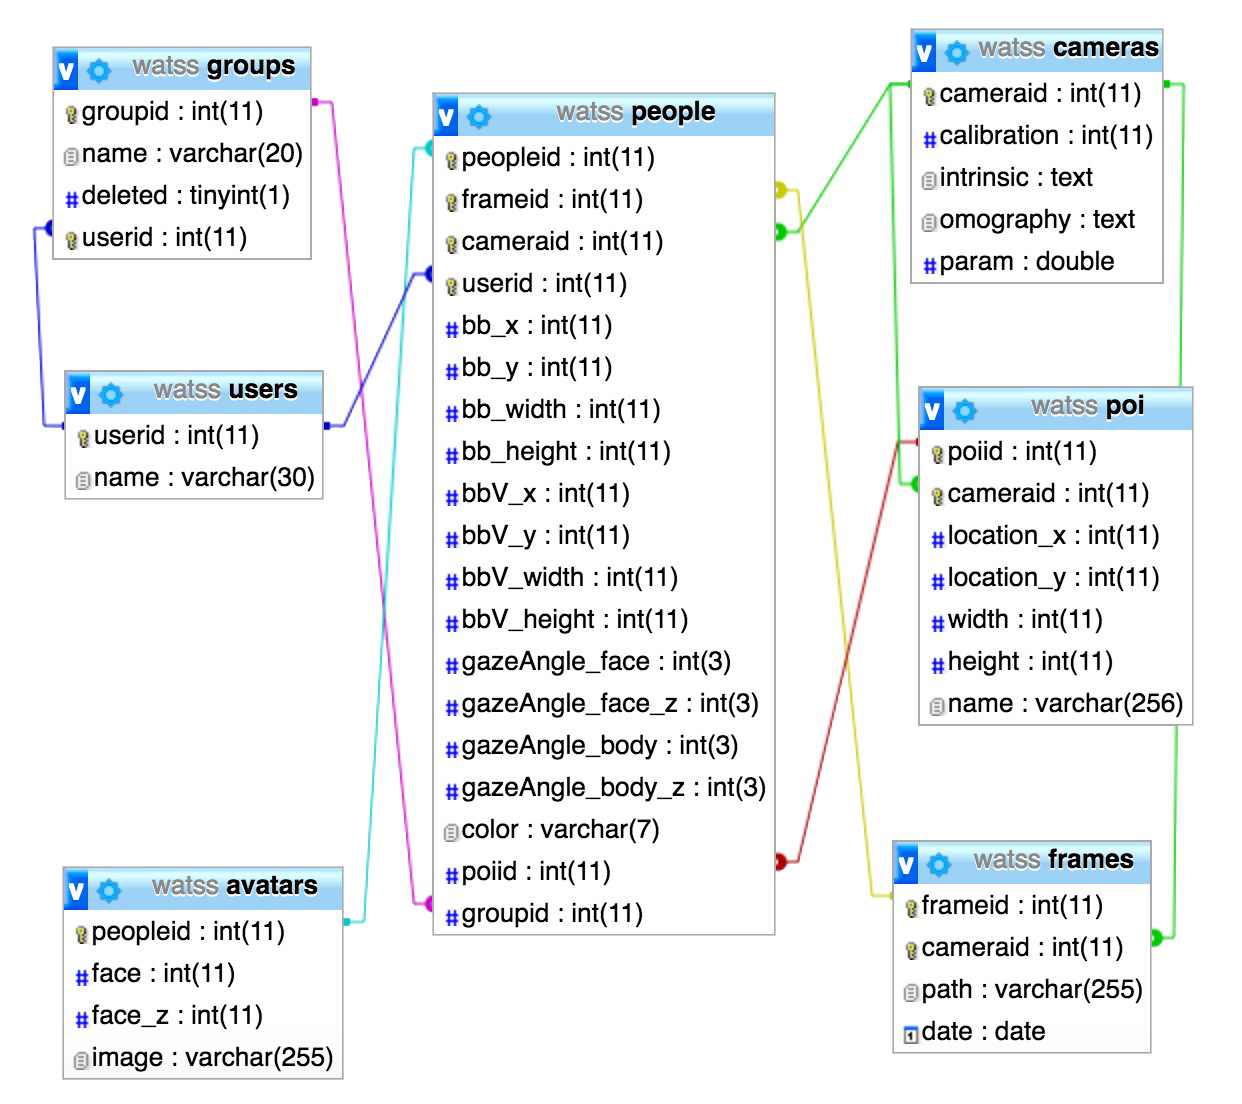 watss groups
groupid : int(11)
name : varchar(20)
deleted : tinyint(1)
userid : int(11)
watss users
userid : int(11)
name : varchar(30)
watss avatars
peopleid : int(11)
face : int(11)
face_z : int(11)
image : varchar(255)
watss people
peopleid : int(11)
frameid : int(11)
cameraid : int(11)
userid : int(11)
bb_x : int(11)
bb_y : int(11)
bb_width : int(11)
bb_height : int(11)
bbV_x : int(11)
bbV_y : int(11)
bbV_width : int(11)
bbV_height : int(11)
gazeAngle_face : int(3)
gazeAngle_face_z : int(3)
gazeAngle_body : int(3)
gazeAngle_body_z : int(3)
color : varchar(7)
poiid : int(11)
groupid : int(11)
watss cameras
cameraid : int(11)
calibration : int(11)
intrinsic : text
omography : text
param : double
watss poi
poiid : int(11)
cameraid : int(11)
location_x : int(11)
location_y : int(11)
width : int(11)
height : int(11)
name : varchar(256)
watss frames
frameid : int(11)
cameraid : int(11)
path : varchar(255)
date : date